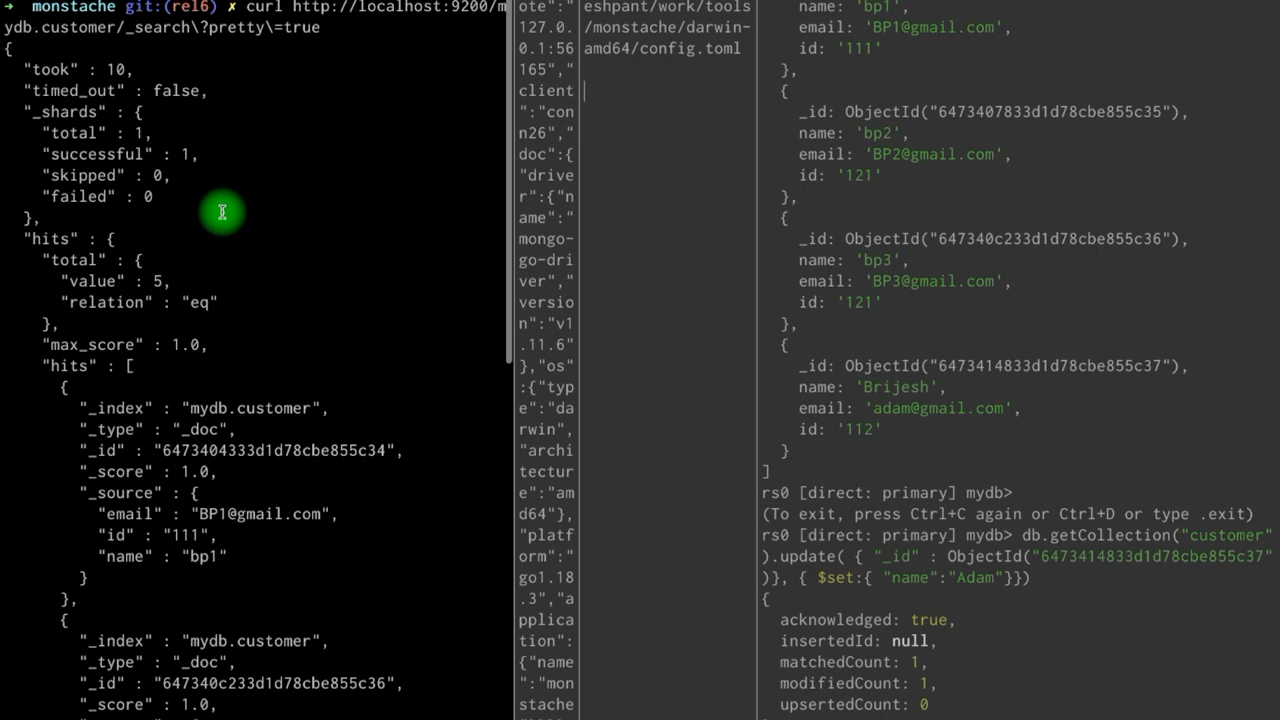 ➜ monstache git:(rel6) ✗ curl http://localhost:9200/m
ydb.customer/_search\?pretty\=true
{
"took" : 10,
"timed_out" : false,
"_shards" : {
"total" : 1,
"successful" : 1,
"skipped" : 0,
"failed" : 0
},
"hits" : {
"total" : {
"value" : 5,
"relation" : "eq"
},
"max_score" : 1.0,
"hits" : [
{
"_index" : "mydb.customer",
"_type" : "_doc",
"_id" : "6473404333d1d78cbe855c34",
"_score" : 1.0,
"_source" : {
"email" : "BP1@gmail.com",
"id" : "111",
"name" : "bp1"
}
},
{
"_index" : "mydb.customer",
"_type" : "_doc",
"_id" : "647340c233d1d78cbe855c36",
"_score" : 1.0,
ote":"
127.0.
0.1:56
165","
client
":"con
n26","
doc":{
"drive
r":{"n
ame":"
mongo-
go-dri
ver","
versio
n":"v1
.11.6"
},"os"
:{"typ
e":"da
rwin",
"archi
tectur
e":"am
d64"},
"platf
orm":"
go1.18
.3","a
pplica
tion":
{"name
":"mon
stache
eshpant/work/tools
/monstache/darwin-
amd64/config.toml
name: 'bp1',
email: 'BP1@gmail.com',
id: '111'
},
{
_id: ObjectId("6473407833d1d78cbe855c35"),
name: 'bp2',
email: 'BP2@gmail.com',
id: '121'
},
{
_id: ObjectId("647340c233d1d78cbe855c36"),
name: 'bp3',
email: 'BP3@gmail.com',
id: '121'
},
{
_id: ObjectId("6473414833d1d78cbe855c37"),
name: 'Brijesh',
email: 'adam@gmail.com',
id: '112'
}
]
rs0 [direct: primary] mydb>
(To exit, press Ctrl+C again or Ctrl+D or type .exit)
rs0 [direct: primary] mydb> db.getCollection("customer"
).update( { "_id" : ObjectId("6473414833d1d78cbe855c37"
)}, { $set:{ "name":"Adam"}})
{
acknowledged: true,
insertedId: null,
matchedCount: 1,
modifiedCount: 1,
upsertedCount: 0